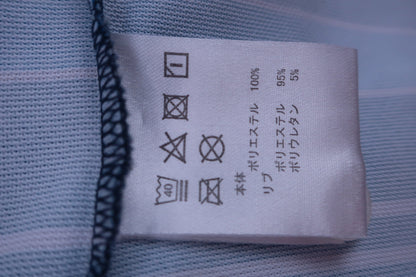 40
本体 ポリエステル 100%
リブ ポリエステル 95%
ポリウレタン 5%